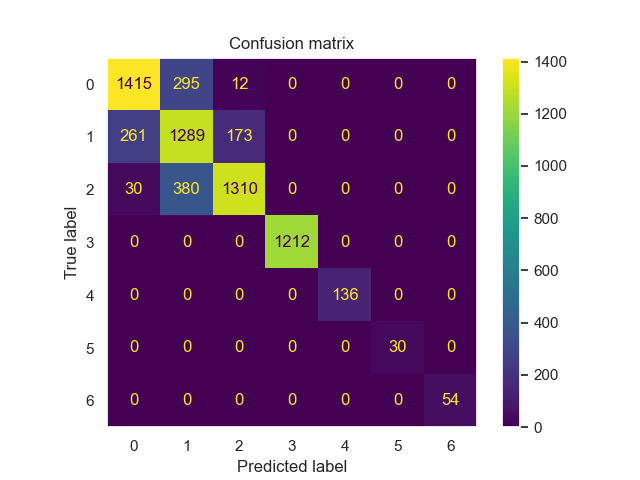 Confusion matrix
0 1415 295 12 0 0 0 0
1 261 1289 173 0 0 0 0
2 30 380 1310 0 0 0 0
3 0 0 0 1212 0 0 0
4 0 0 0 0 136 0 0
5 0 0 0 0 0 30 0
6 0 0 0 0 0 0 54
0 1 2 3 4 5 6
Predicted label
True label
1400
1200
1000
800
600
400
200
0